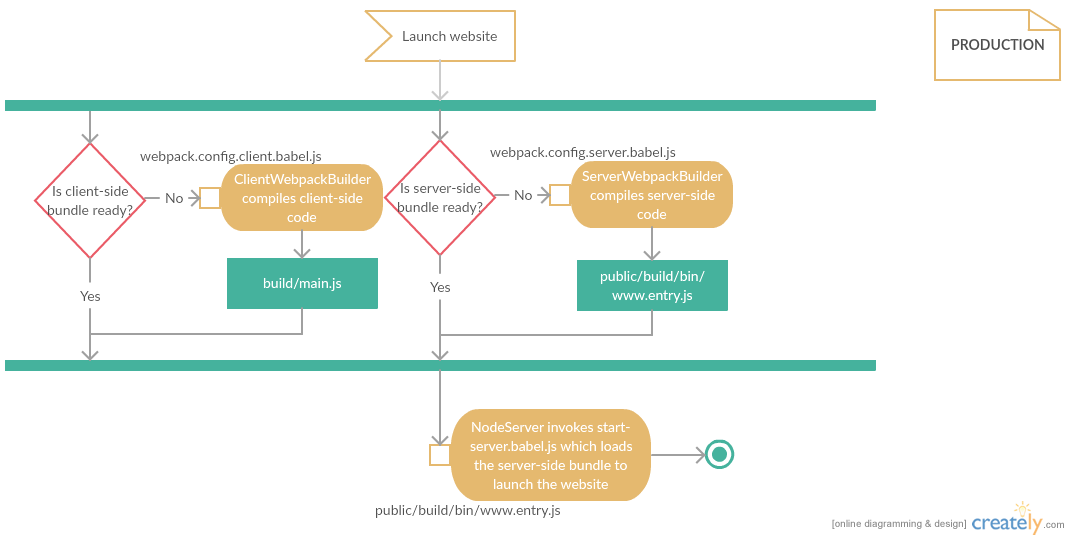 Launch website
PRODUCTION
webpack.config.client.babel.js
webpack.config.server.babel.js
Is client-side
bundle ready?
No
ClientWebpackBuilder
compiles client-side
code
Is server-side
bundle ready?
No
ServerWebpackBuilder
compiles server-side
code
build/main.js
public/build/bin/
www.entry.js
Yes
Yes
NodeServer invokes start-
server.babel.js which loads
the server-side bundle to
launch the website
public/build/bin/www.entry.js
[online diagramming & design] creately.com